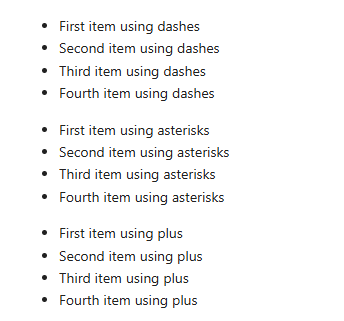 • First item using dashes
• Second item using dashes
• Third item using dashes
• Fourth item using dashes
• First item using asterisks
• Second item using asterisks
• Third item using asterisks
• Fourth item using asterisks
• First item using plus
• Second item using plus
• Third item using plus
• Fourth item using plus